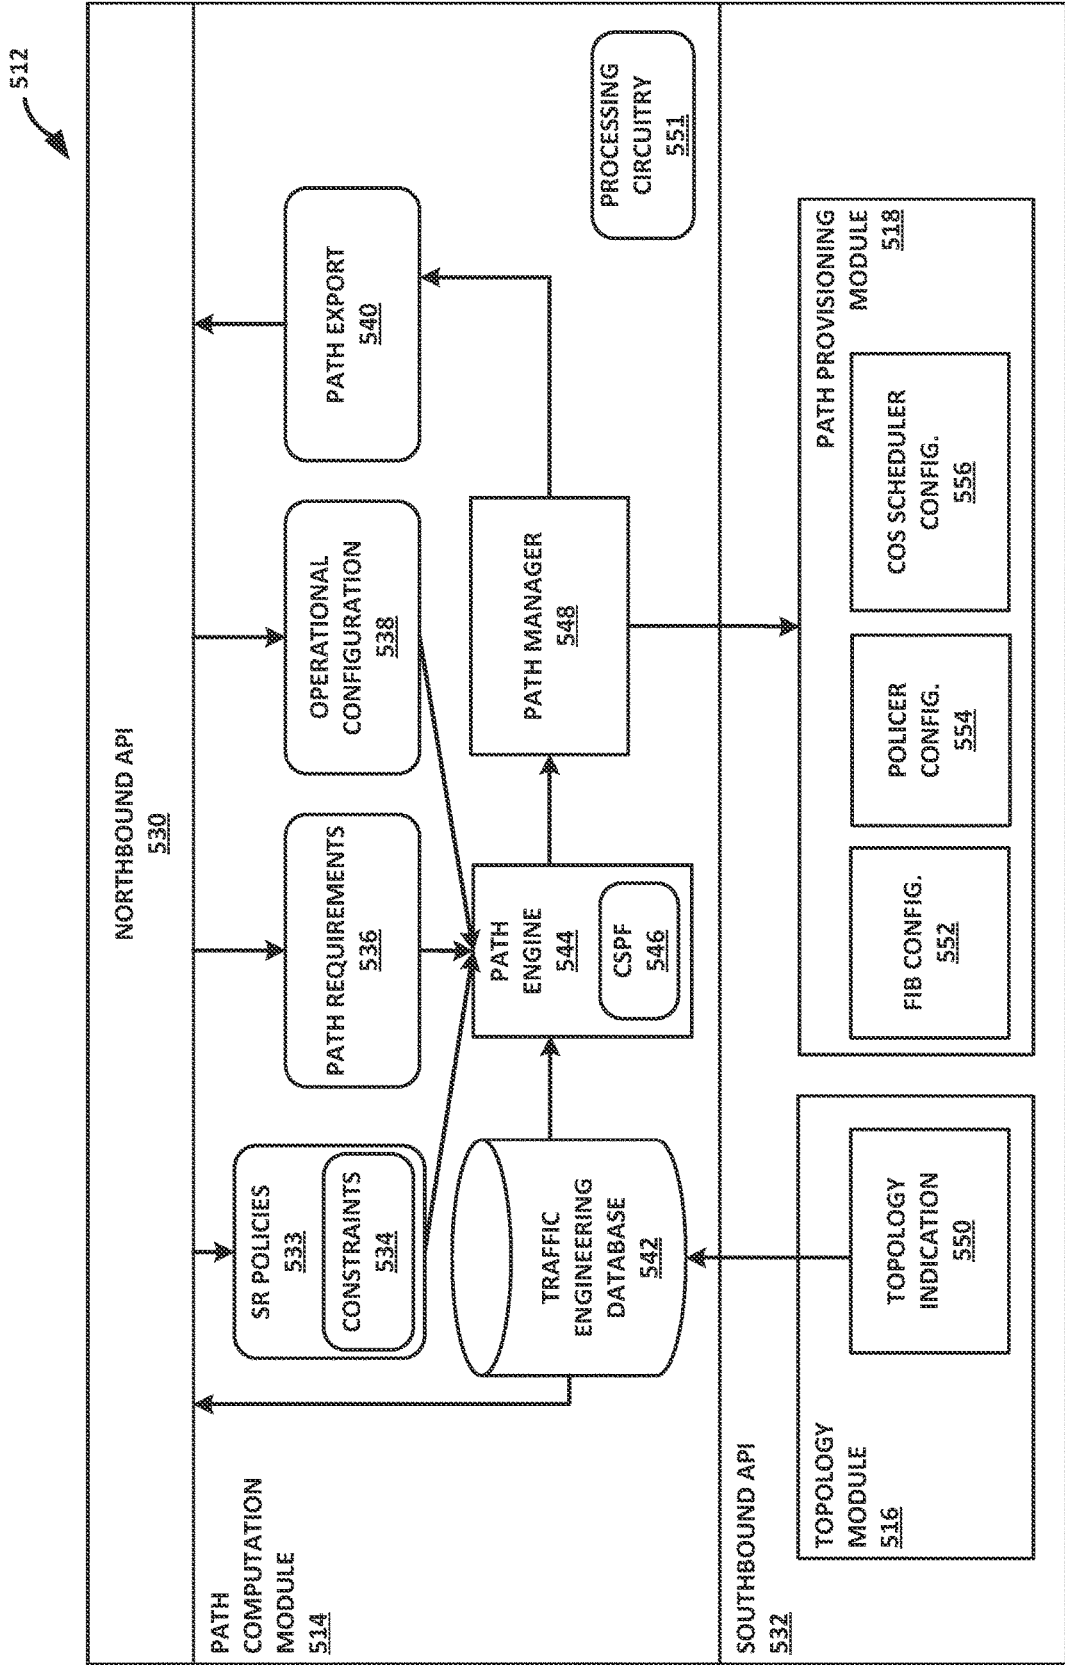 512
NORTHBOUND API
530
PATH
COMPUTATION
MODULE
514
SR POLICIES
533
CONSTRAINTS
534
PATH REQUIREMENTS
536
OPERATIONAL
CONFIGURATION
538
PATH EXPORT
540
TRAFFIC
ENGINEERING
DATABASE
542
PATH
ENGINE
544
CSPF
546
PATH MANAGER
548
PROCESSING
CIRCUITRY
551
SOUTHBOUND API
532
TOPOLOGY
MODULE
516
TOPOLOGY
INDICATION
550
PATH PROVISIONING
MODULE
518
FIB CONFIG.
552
POLICER
CONFIG.
554
COS SCHEDULER
CONFIG.
556